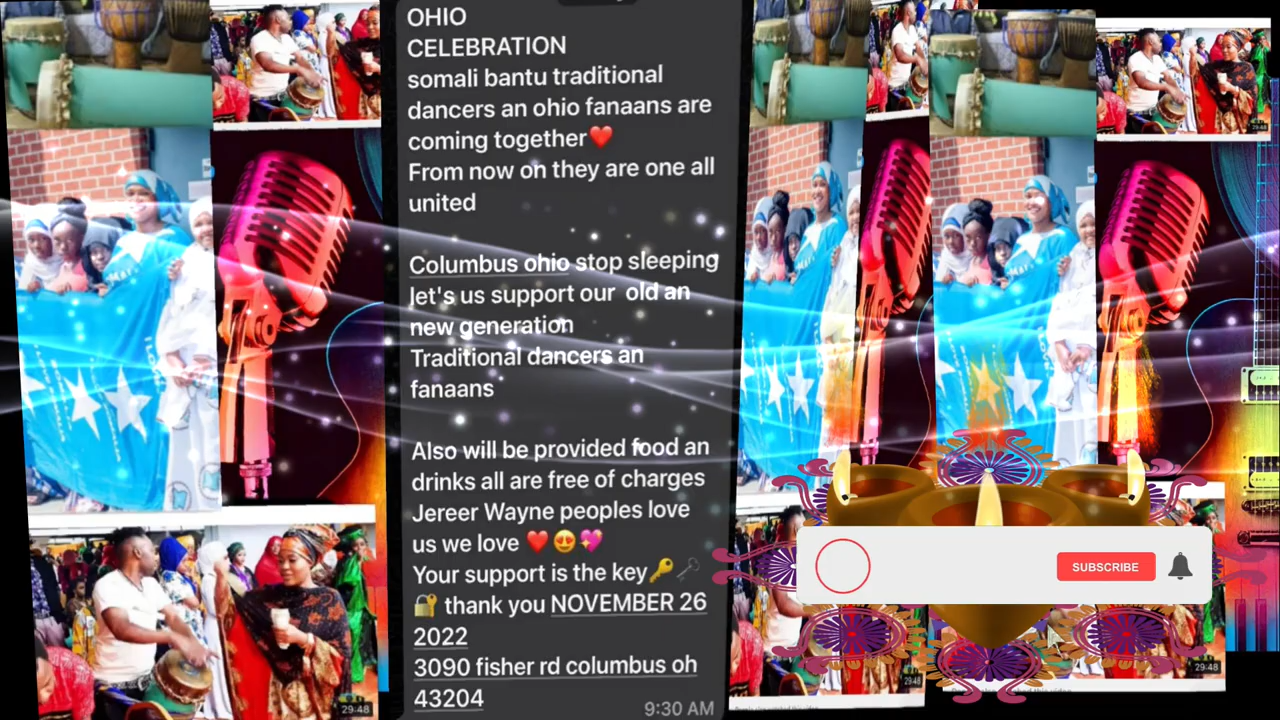 OHIO
CELEBRATION
somali bantu traditional
dancers an ohio fanaans are
coming together❤️
From now on they are one all
united
Columbus ohio stop sleeping
let's us support our old an
new generation
Traditional dancers an
fanaans
Also will be provided food an
drinks all are free of charges
Jereer Wayne peoples love
us we love ❤️😍💖
Your support is the key🔑🗝️
🔐 thank you NOVEMBER 26
2022
3090 fisher rd columbus oh
43204
9:30 AM
SUBSCRIBE
29:48
29:48
29:48
29:48